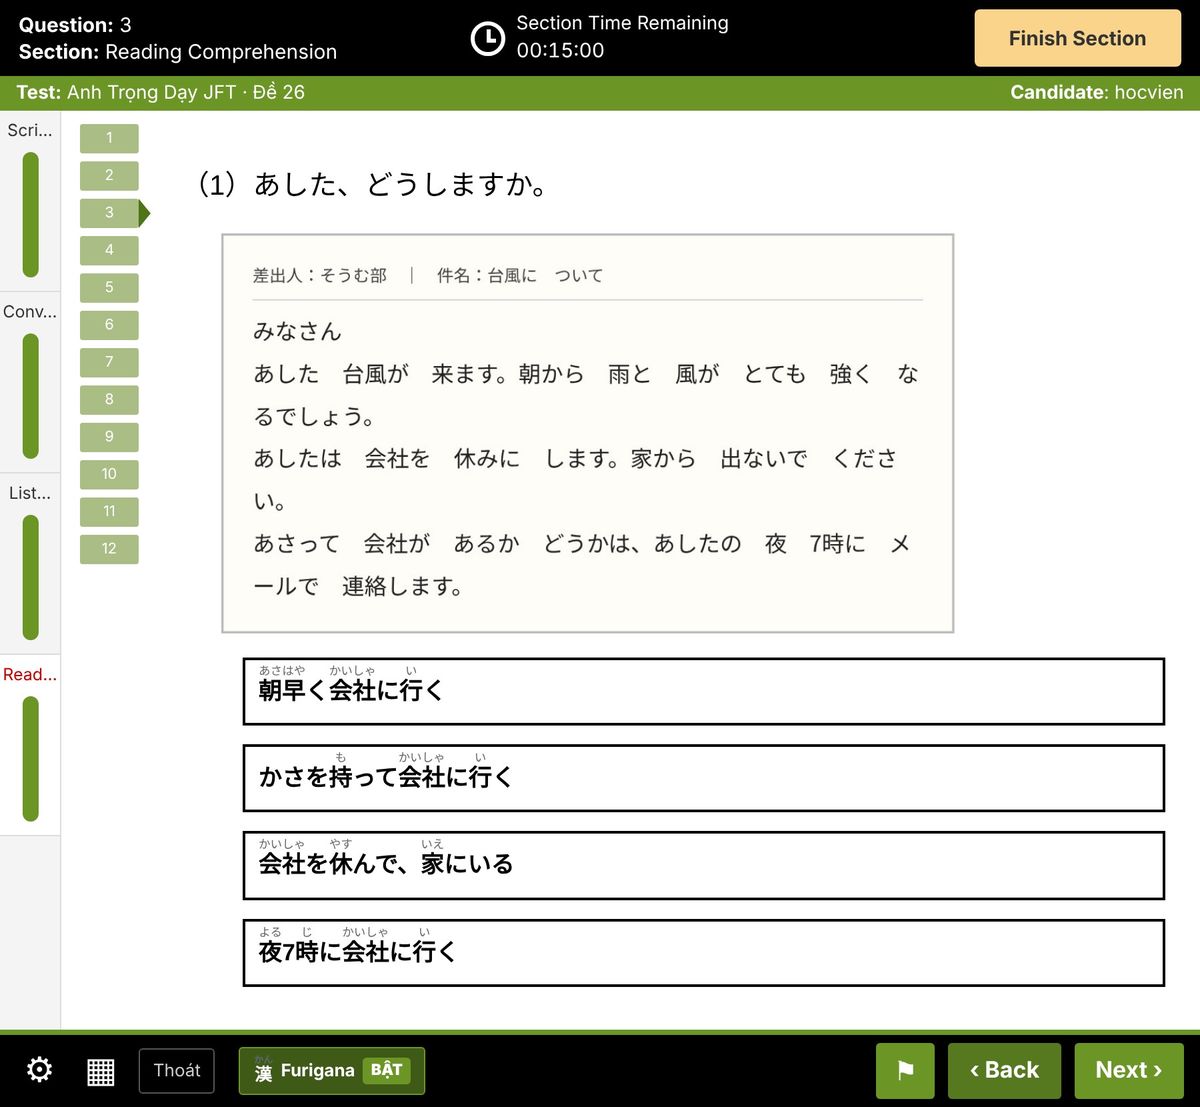 Question: 3
Section: Reading Comprehension
Section Time Remaining
00:15:00
Finish Section
Test: Anh Trọng Dạy JFT · Đề 26
Candidate: hocvien
Scri...
Conv...
List...
Read...
1
2
3
4
5
6
7
8
9
10
11
12
（1）あした、どうしますか。
差出人：そうむ部　｜　件名：台風に　ついて
みなさん
あした　台風が　来ます。朝から　雨と　風が　とても　強く　な
るでしょう。
あしたは　会社を　休みに　します。家から　出ないで　くださ
い。
あさって　会社が　あるか　どうかは、あしたの　夜　7時に　メ
ールで　連絡します。
あさはや　かいしゃ　い
朝早く会社に行く
も　かいしゃ　い
かさを持って会社に行く
かいしゃ　やす　いえ
会社を休んで、家にいる
よる　じ　かいしゃ　い
夜7時に会社に行く
Thoát
かん
漢 Furigana BẬT
‹ Back
Next ›